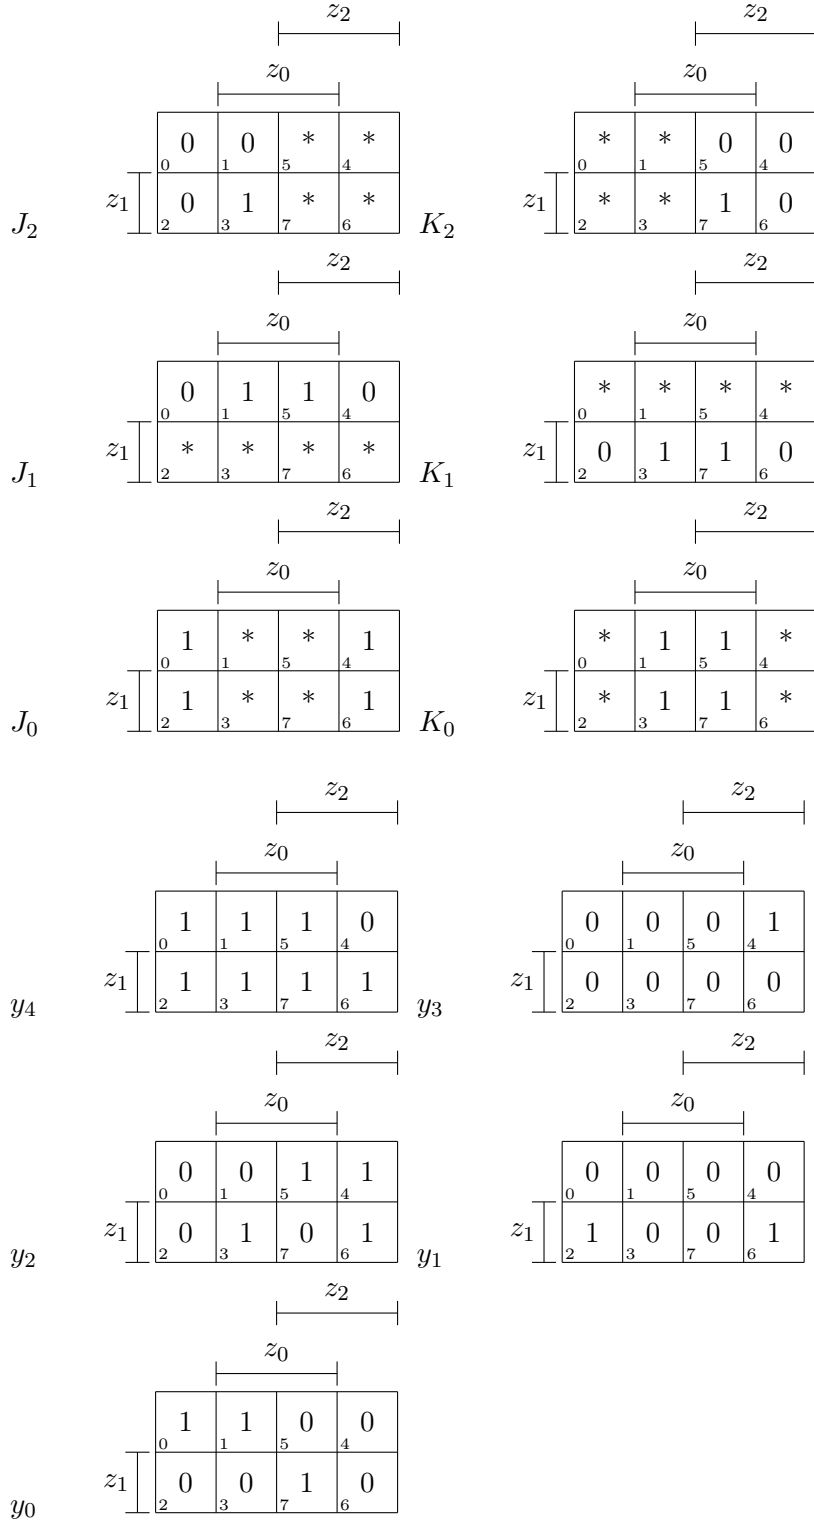 z₂ z₂
z₀ z₀
0 0 * * * * 0 0
0 1 5 4 0 1 5 4
z₁ 0 1 * * z₁ * * 1 0
J₂ 2 3 7 6 K₂ 2 3 7 6
z₂ z₂
z₀ z₀
0 1 1 0 * * * *
0 1 5 4 0 1 5 4
z₁ * * * * z₁ 0 1 1 0
J₁ 2 3 7 6 K₁ 2 3 7 6
z₂ z₂
z₀ z₀
1 * * 1 * 1 1 *
0 1 5 4 0 1 5 4
z₁ 1 * * 1 z₁ * 1 1 *
J₀ 2 3 7 6 K₀ 2 3 7 6
z₂ z₂
z₀ z₀
1 1 1 0 0 0 0 1
0 1 5 4 0 1 5 4
z₁ 1 1 1 1 z₁ 0 0 0 0
y₄ 2 3 7 6 y₃ 2 3 7 6
z₂ z₂
z₀ z₀
0 0 1 1 0 0 0 0
0 1 5 4 0 1 5 4
z₁ 0 1 0 1 z₁ 1 0 0 1
y₂ 2 3 7 6 y₁ 2 3 7 6
z₂
z₀
1 1 0 0
0 1 5 4
z₁ 0 0 1 0
y₀ 2 3 7 6